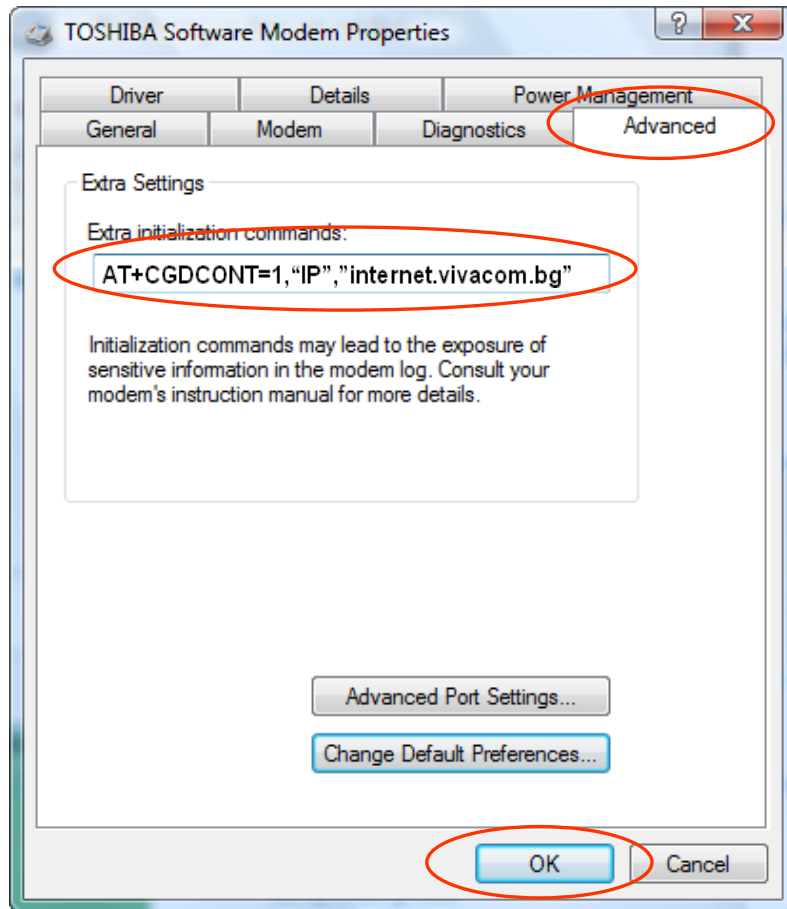 TOSHIBA Software Modem Properties
?
X
Driver Details Power Management
General Modem Diagnostics Advanced
Extra Settings
Extra initialization commands:
AT+CGDCONT=1,“IP”,”internet.vivacom.bg”
Initialization commands may lead to the exposure of
sensitive information in the modem log. Consult your
modem's instruction manual for more details.
Advanced Port Settings...
Change Default Preferences...
OK Cancel